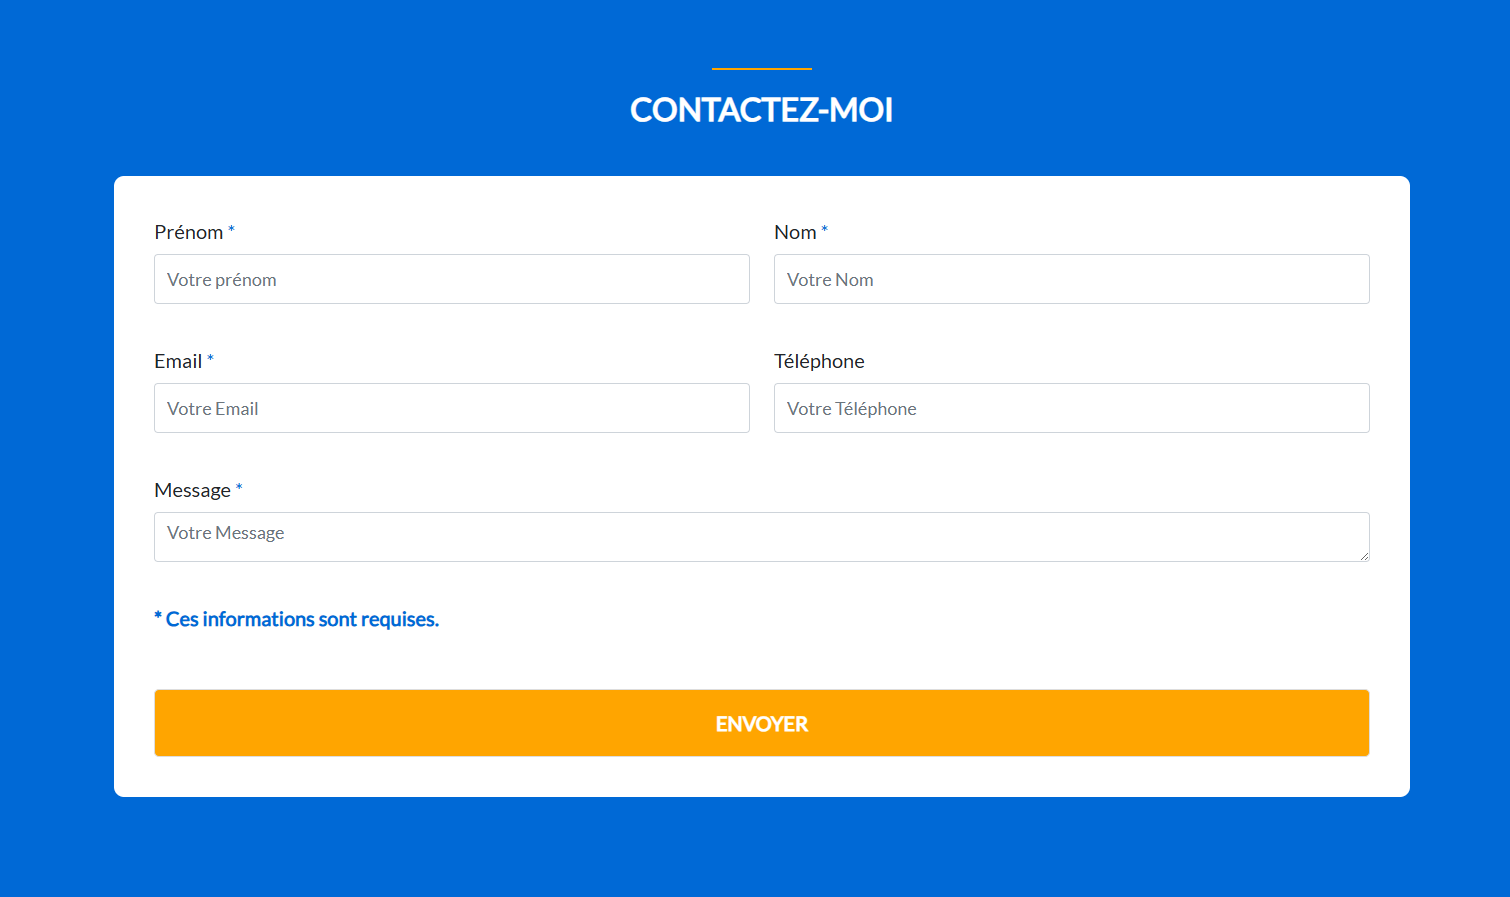 CONTACTEZ-MOI
Prénom *
Nom *
Votre prénom
Votre Nom
Email *
Téléphone
Votre Email
Votre Téléphone
Message *
Votre Message
* Ces informations sont requises.
ENVOYER